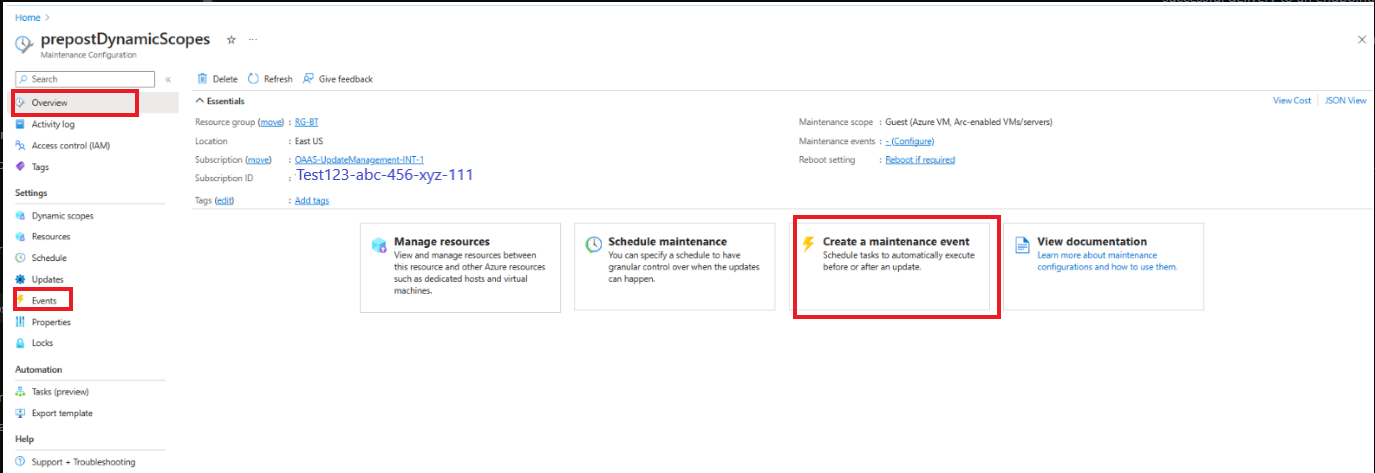 Home >
prepostDynamicScopes ☆ ...
Maintenance Configuration
Search
«
Overview
Activity log
Access control (IAM)
Tags
Settings
Dynamic scopes
Resources
Schedule
Updates
Events
Properties
Locks
Automation
Tasks (preview)
Export template
Help
Support + Troubleshooting
Delete Refresh Give feedback
Essentials
View Cost JSON View
Resource group (move) : RG-BT
Location : East US
Subscription (move) : OAAS-UpdateManagement-INT-1
Subscription ID : Test123-abc-456-xyz-111
Tags (edit) : Add tags
Maintenance scope : Guest (Azure VM, Arc-enabled VMs/servers)
Maintenance events : - (Configure)
Reboot setting : Reboot if required
Manage resources
View and manage resources between
this resource and other Azure resources
such as dedicated hosts and virtual
machines.
Schedule maintenance
You can specify a schedule to have
granular control over when the updates
can happen.
Create a maintenance event
Schedule tasks to automatically execute
before or after an update.
View documentation
Learn more about maintenance
configurations and how to use them.